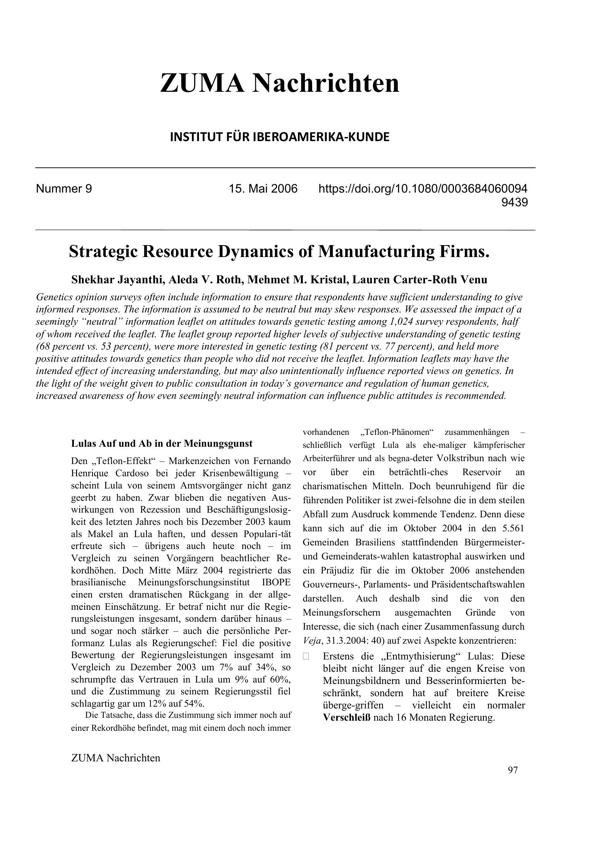 ZUMA Nachrichten
INSTITUT FÜR IBEROAMERIKA-KUNDE
Nummer 9 15. Mai 2006 https://doi.org/10.1080/0003684060094
9439
Strategic Resource Dynamics of Manufacturing Firms.
Shekhar Jayanthi, Aleda V. Roth, Mehmet M. Kristal, Lauren Carter-Roth Venu
Genetics opinion surveys often include information to ensure that respondents have sufficient understanding to give
informed responses. The information is assumed to be neutral but may skew responses. We assessed the impact of a
seemingly “neutral” information leaflet on attitudes towards genetic testing among 1,024 survey respondents, half
of whom received the leaflet. The leaflet group reported higher levels of subjective understanding of genetic testing
(68 percent vs. 53 percent), were more interested in genetic testing (81 percent vs. 77 percent), and held more
positive attitudes towards genetics than people who did not receive the leaflet. Information leaflets may have the
intended effect of increasing understanding, but may also unintentionally influence reported views on genetics. In
the light of the weight given to public consultation in today’s governance and regulation of human genetics,
increased awareness of how even seemingly neutral information can influence public attitudes is recommended.
Lulas Auf und Ab in der Meinungsgunst
Den „Teflon-Effekt“ – Markenzeichen von Fernando
Henrique Cardoso bei jeder Krisenbewältigung –
scheint Lula von seinem Amtsvorgänger nicht ganz
geerbt zu haben. Zwar blieben die negativen Aus-
wirkungen von Rezession und Beschäftigungslosig-
keit des letzten Jahres noch bis Dezember 2003 kaum
als Makel an Lula haften, und dessen Populari-tät
erfreute sich – übrigens auch heute noch – im
Vergleich zu seinen Vorgängern beachtlicher Re-
kordhöhen. Doch Mitte März 2004 registrierte das
brasilianische Meinungsforschungsinstitut IBOPE
einen ersten dramatischen Rückgang in der allge-
meinen Einschätzung. Er betraf nicht nur die Regie-
rungsleistungen insgesamt, sondern darüber hinaus –
und sogar noch stärker – auch die persönliche Per-
formanz Lulas als Regierungschef: Fiel die positive
Bewertung der Regierungsleistungen insgesamt im
Vergleich zu Dezember 2003 um 7% auf 34%, so
schrumpfte das Vertrauen in Lula um 9% auf 60%,
und die Zustimmung zu seinem Regierungsstil fiel
schlagartig gar um 12% auf 54%.
Die Tatsache, dass die Zustimmung sich immer noch auf
einer Rekordhöhe befindet, mag mit einem doch noch immer
vorhandenen „Teflon-Phänomen“ zusammenhängen –
schließlich verfügt Lula als ehe-maliger kämpferischer
Arbeiterführer und als begna-deter Volkstribun nach wie
vor über ein beträchtli-ches Reservoir an
charismatischen Mitteln. Doch beunruhigend für die
führenden Politiker ist zwei-felsohne die in dem steilen
Abfall zum Ausdruck kommende Tendenz. Denn diese
kann sich auf die im Oktober 2004 in den 5.561
Gemeinden Brasiliens stattfindenden Bürgermeister-
und Gemeinderats-wahlen katastrophal auswirken und
ein Präjudiz für die im Oktober 2006 anstehenden
Gouverneurs-, Parlaments- und Präsidentschaftswahlen
darstellen. Auch deshalb sind die von den
Meinungsforschern ausgemachten Gründe von
Interesse, die sich (nach einer Zusammenfassung durch
Veja, 31.3.2004: 40) auf zwei Aspekte konzentrieren:
Erstens die „Entmythisierung“ Lulas: Diese
bleibt nicht länger auf die engen Kreise von
Meinungsbildnern und Besserinformierten be-
schränkt, sondern hat auf breitere Kreise
überge-griffen – vielleicht ein normaler
Verschleiß nach 16 Monaten Regierung.
ZUMA Nachrichten
97